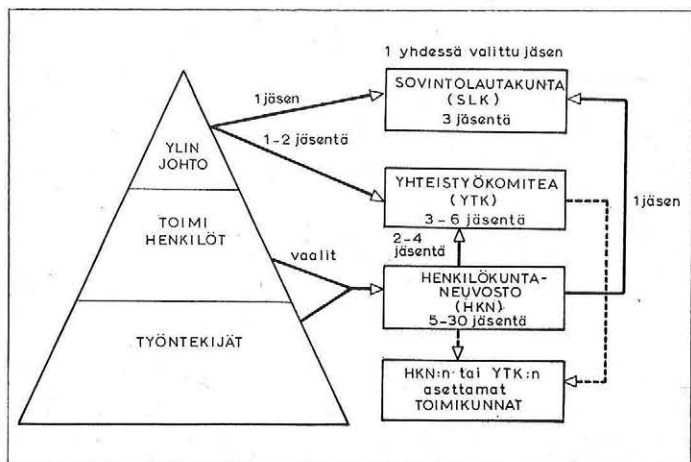 1 yhdessä valittu jäsen
SOVINTOLAUTAKUNTA
(SLK)
3 jäsentä
1 jäsen
1-2 jäsentä
YLIN
JOHTO
YHTEISTYÖKOMITEA
(YTK)
3-6 jäsentä
1 jäsen
TOIMI
HENKILÖT
2-4
jäsentä
vaalit
HENKILÖKUNTA-
NEUVOSTO
(HKN)
5-30 jäsentä
TYÖNTEKIJÄT
HKN:n tai YTK:n
asettamat
TOIMIKUNNAT